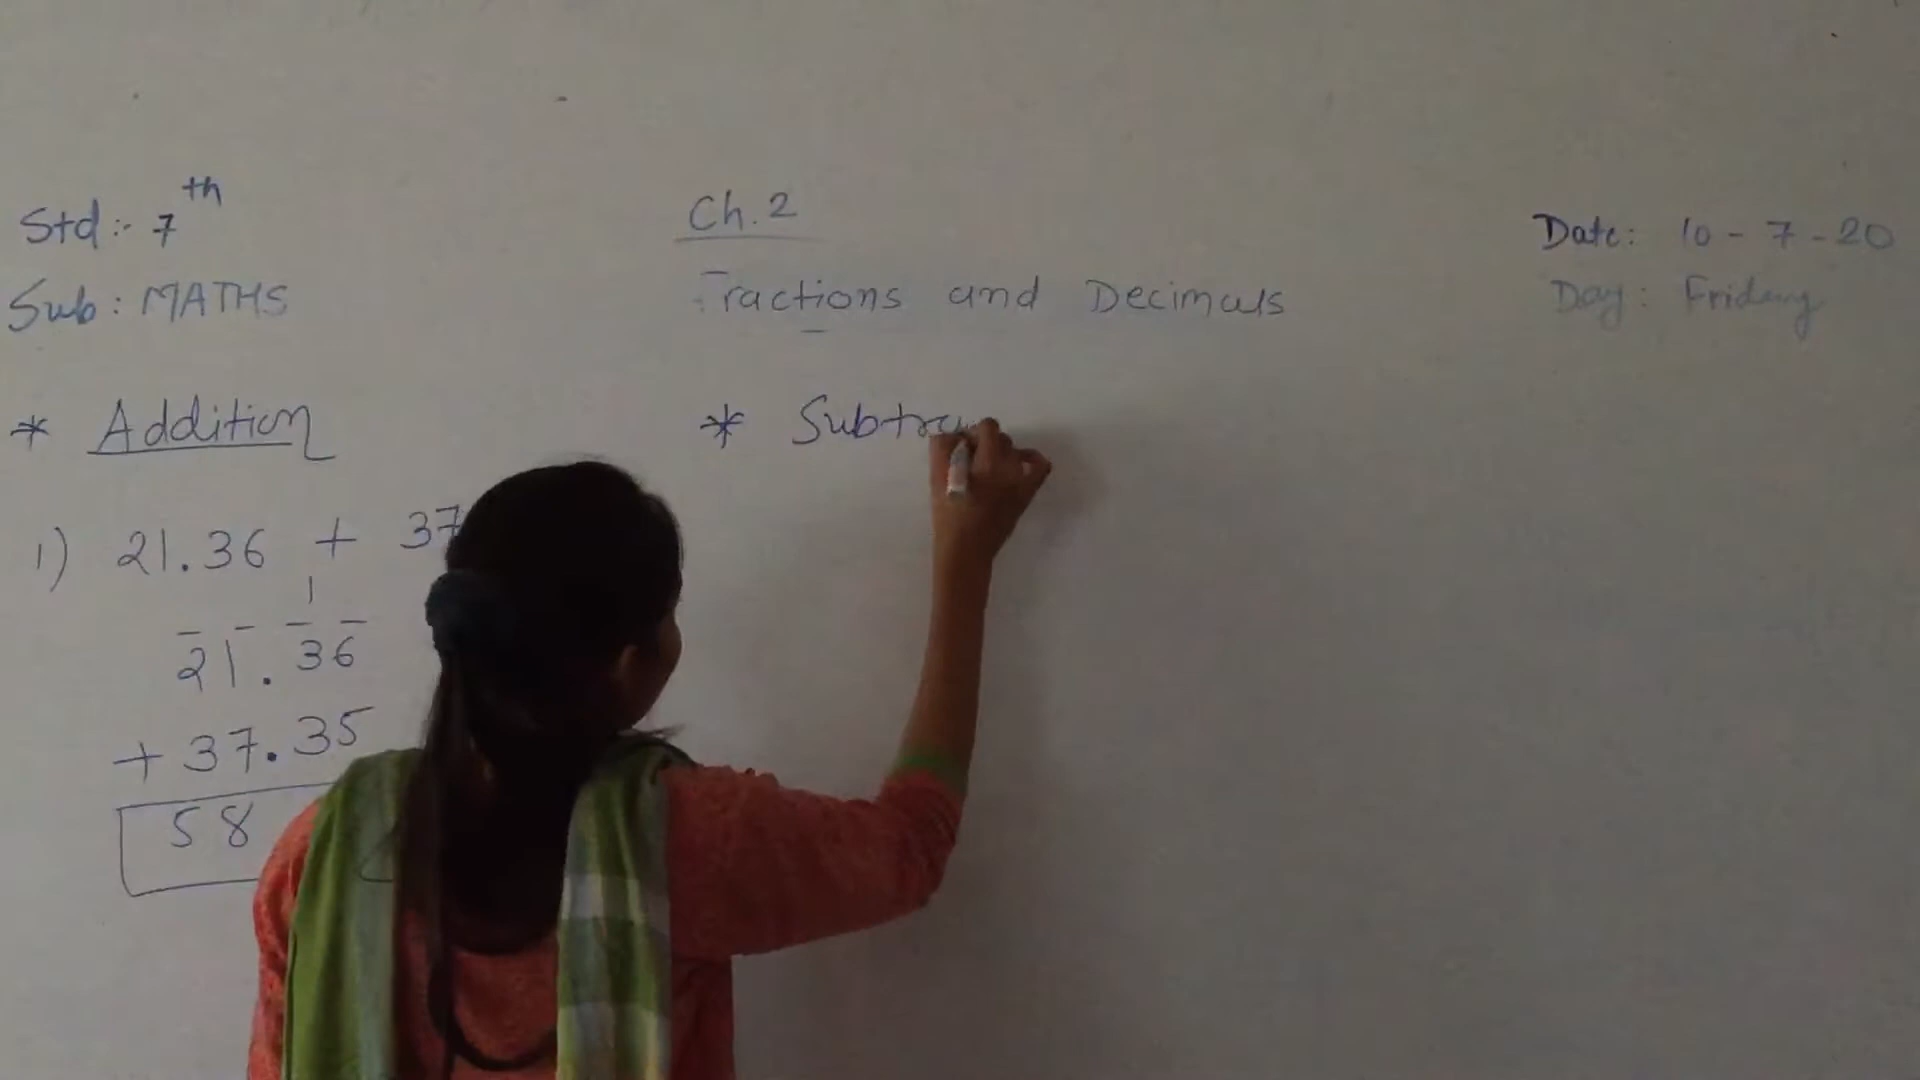 Std:- 7th
Sub: MATHS
Ch. 2
Fractions and Decimals
Date: 10 - 7 - 20
Day: Friday
* Addition
1) 21.36 + 37
1
21.36
+ 37.35
58
* Subtra